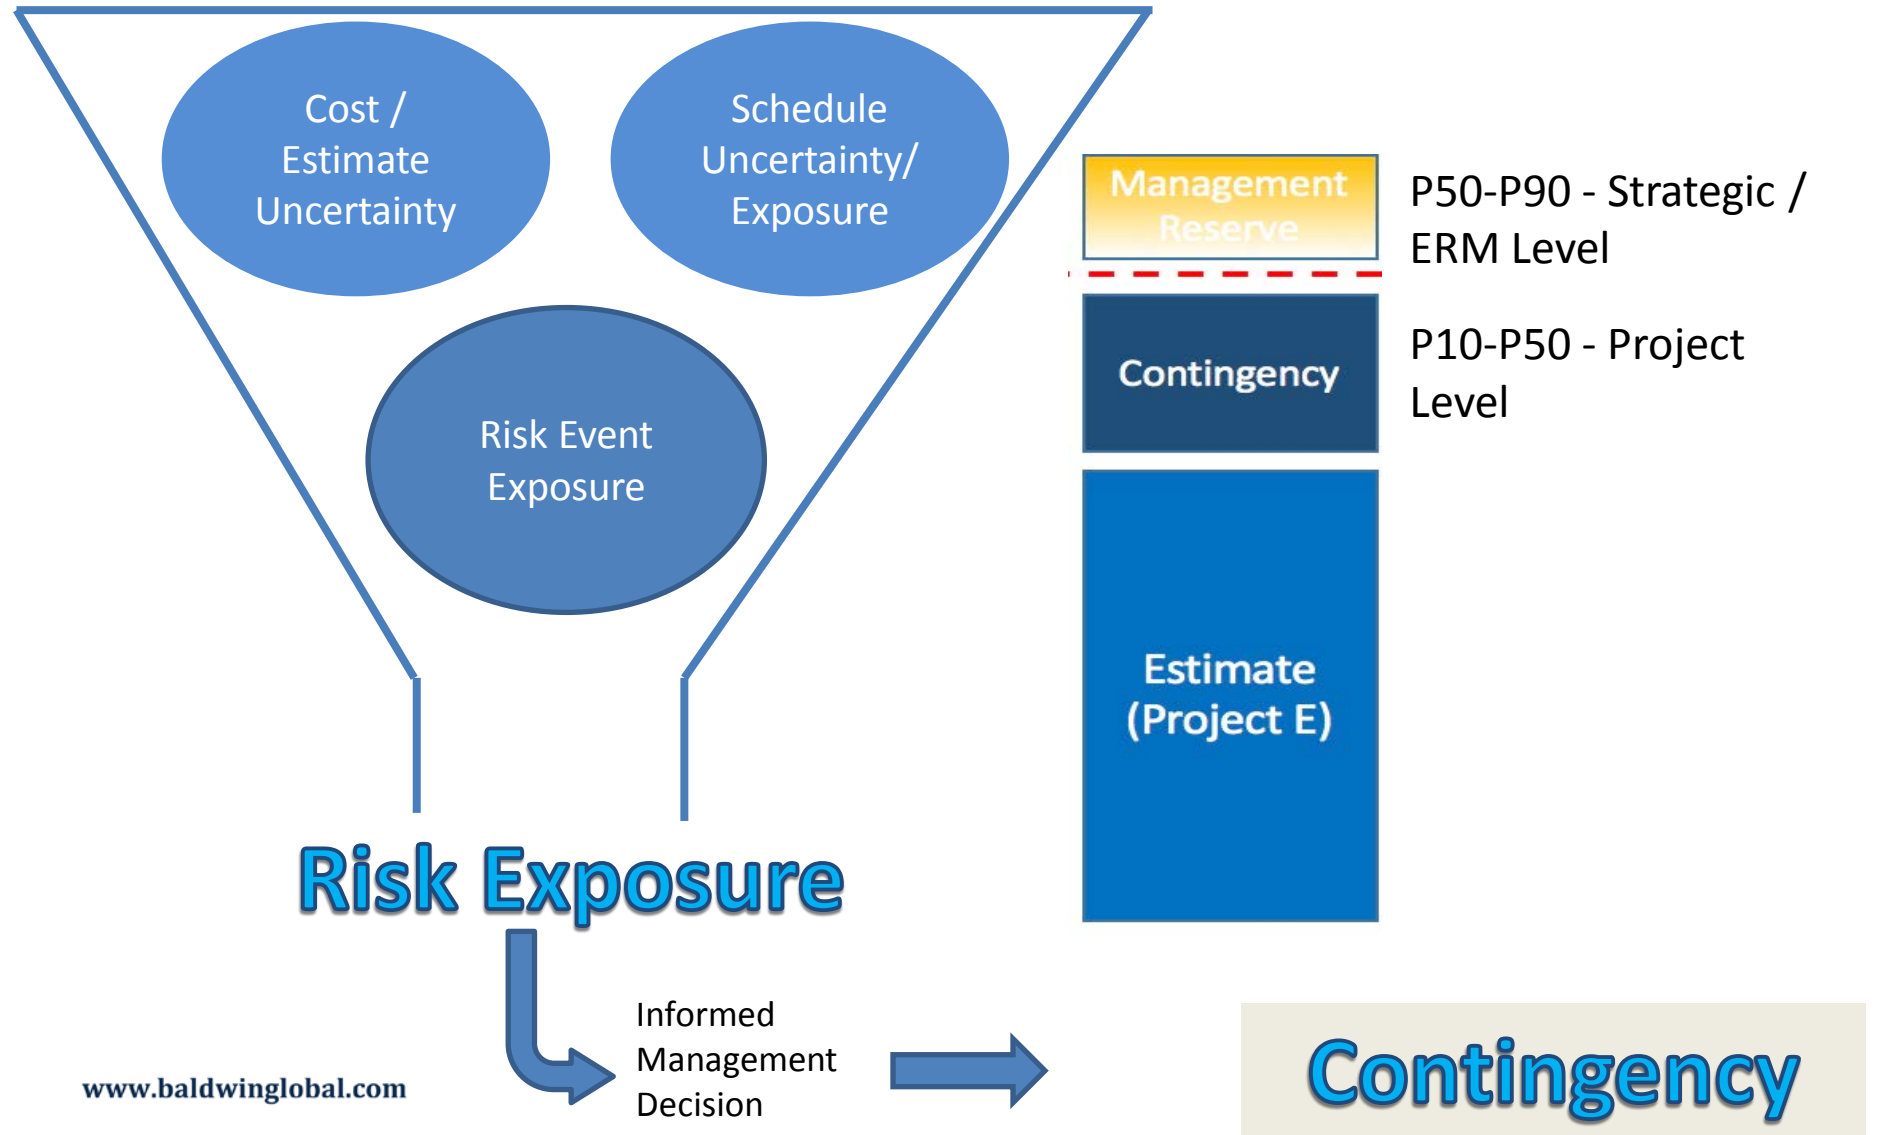 Cost /
Estimate
Uncertainty
Schedule
Uncertainty/
Exposure
Risk Event
Exposure
Management
Reserve
P50-P90 - Strategic /
ERM Level
Contingency
P10-P50 - Project
Level
Estimate
(Project E)
Risk Exposure
Informed
Management
Decision
Contingency
www.baldwinglobal.com